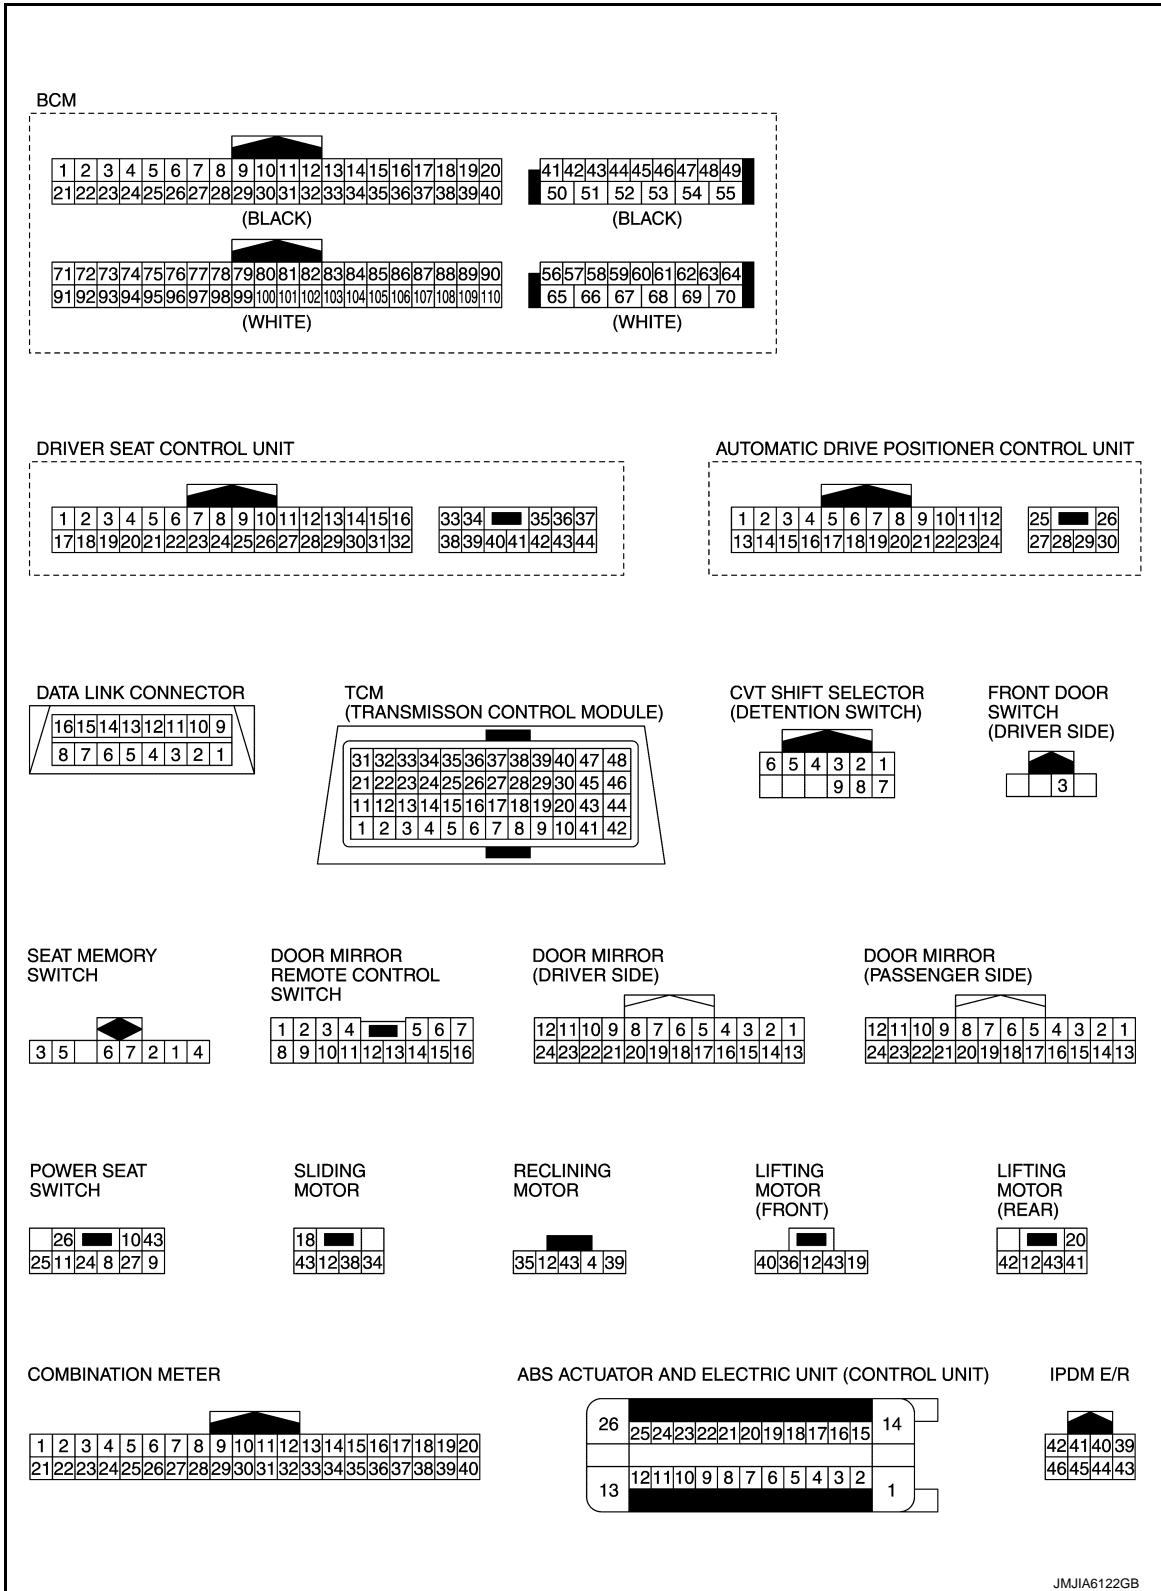 BCM
1 2 3 4 5 6 7 8 9 10 11 12 13 14 15 16 17 18 19 20
21 22 23 24 25 26 27 28 29 30 31 32 33 34 35 36 37 38 39 40
(BLACK)
41 42 43 44 45 46 47 48 49
50 51 52 53 54 55
(BLACK)
71 72 73 74 75 76 77 78 79 80 81 82 83 84 85 86 87 88 89 90
91 92 93 94 95 96 97 98 99 100 101 102 103 104 105 106 107 108 109 110
(WHITE)
56 57 58 59 60 61 62 63 64
65 66 67 68 69 70
(WHITE)
DRIVER SEAT CONTROL UNIT
1 2 3 4 5 6 7 8 9 10 11 12 13 14 15 16
17 18 19 20 21 22 23 24 25 26 27 28 29 30 31 32
33 34 35 36 37
38 39 40 41 42 43 44
AUTOMATIC DRIVE POSITIONER CONTROL UNIT
1 2 3 4 5 6 7 8 9 10 11 12
13 14 15 16 17 18 19 20 21 22 23 24
25 26
27 28 29 30
DATA LINK CONNECTOR
16 15 14 13 12 11 10 9
8 7 6 5 4 3 2 1
TCM
(TRANSMISSON CONTROL MODULE)
31 32 33 34 35 36 37 38 39 40 47 48
21 22 23 24 25 26 27 28 29 30 45 46
11 12 13 14 15 16 17 18 19 20 43 44
1 2 3 4 5 6 7 8 9 10 41 42
CVT SHIFT SELECTOR
(DETENTION SWITCH)
6 5 4 3 2 1
9 8 7
FRONT DOOR
SWITCH
(DRIVER SIDE)
3
SEAT MEMORY
SWITCH
3 5 6 7 2 1 4
DOOR MIRROR
REMOTE CONTROL
SWITCH
1 2 3 4 5 6 7
8 9 10 11 12 13 14 15 16
DOOR MIRROR
(DRIVER SIDE)
12 11 10 9 8 7 6 5 4 3 2 1
24 23 22 21 20 19 18 17 16 15 14 13
DOOR MIRROR
(PASSENGER SIDE)
12 11 10 9 8 7 6 5 4 3 2 1
24 23 22 21 20 19 18 17 16 15 14 13
POWER SEAT
SWITCH
26 10 43
25 11 24 8 27 9
SLIDING
MOTOR
18
43 12 38 34
RECLINING
MOTOR
35 12 43 4 39
LIFTING
MOTOR
(FRONT)
40 36 12 43 19
LIFTING
MOTOR
(REAR)
20
42 12 43 41
COMBINATION METER
1 2 3 4 5 6 7 8 9 10 11 12 13 14 15 16 17 18 19 20
21 22 23 24 25 26 27 28 29 30 31 32 33 34 35 36 37 38 39 40
ABS ACTUATOR AND ELECTRIC UNIT (CONTROL UNIT)
26 25 24 23 22 21 20 19 18 17 16 15 14
13 12 11 10 9 8 7 6 5 4 3 2 1
IPDM E/R
42 41 40 39
46 45 44 43
JMJIA6122GB